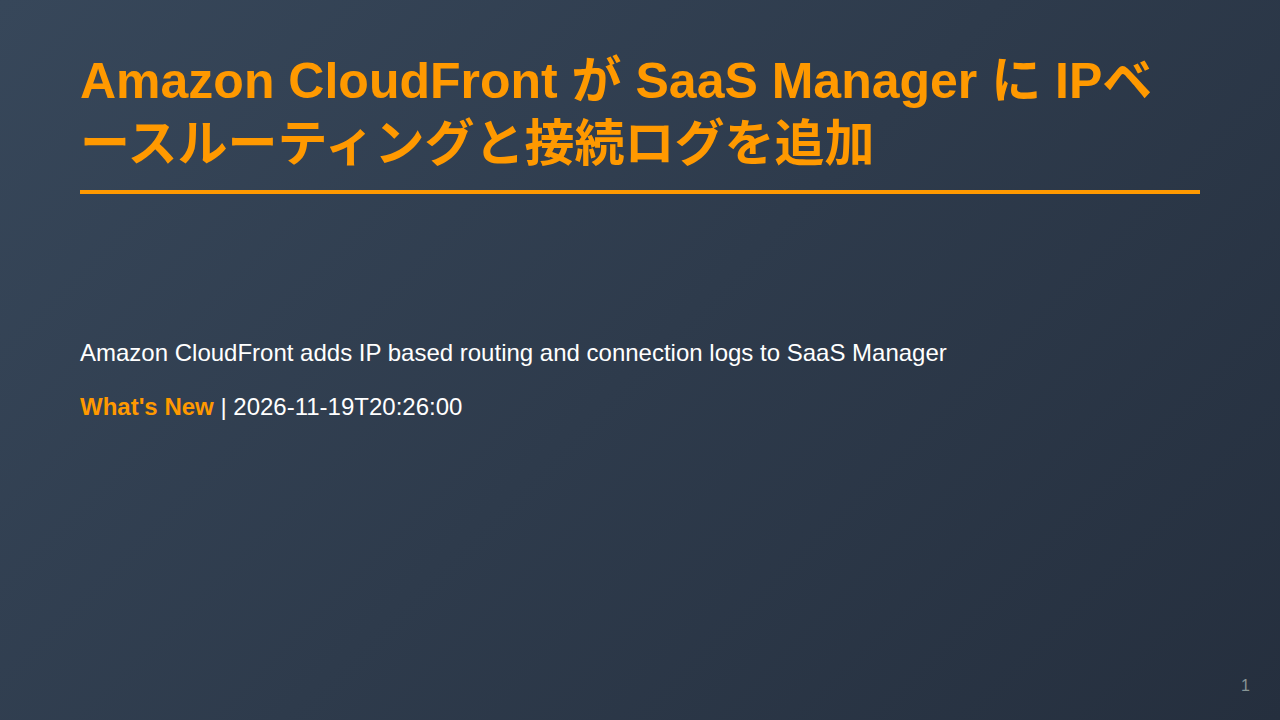 Amazon CloudFront が SaaS Manager に IPベ
ースルーティングと接続ログを追加
Amazon CloudFront adds IP based routing and connection logs to SaaS Manager
What's New | 2026-11-19T20:26:00
1